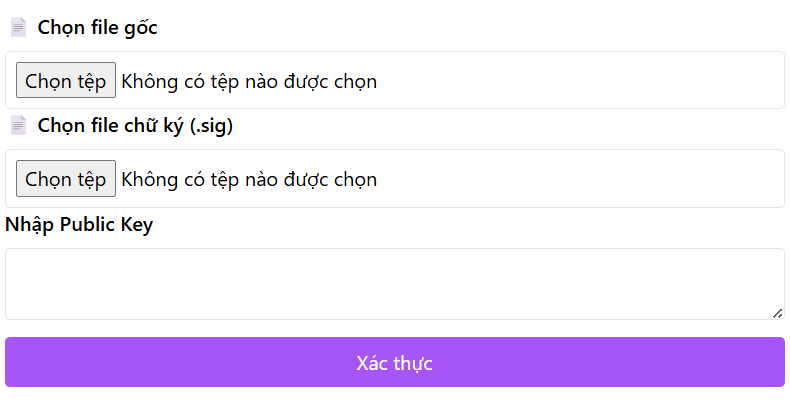 Chọn file gốc
Chọn tệp Không có tệp nào được chọn
Chọn file chữ ký (.sig)
Chọn tệp Không có tệp nào được chọn
Nhập Public Key
Xác thực